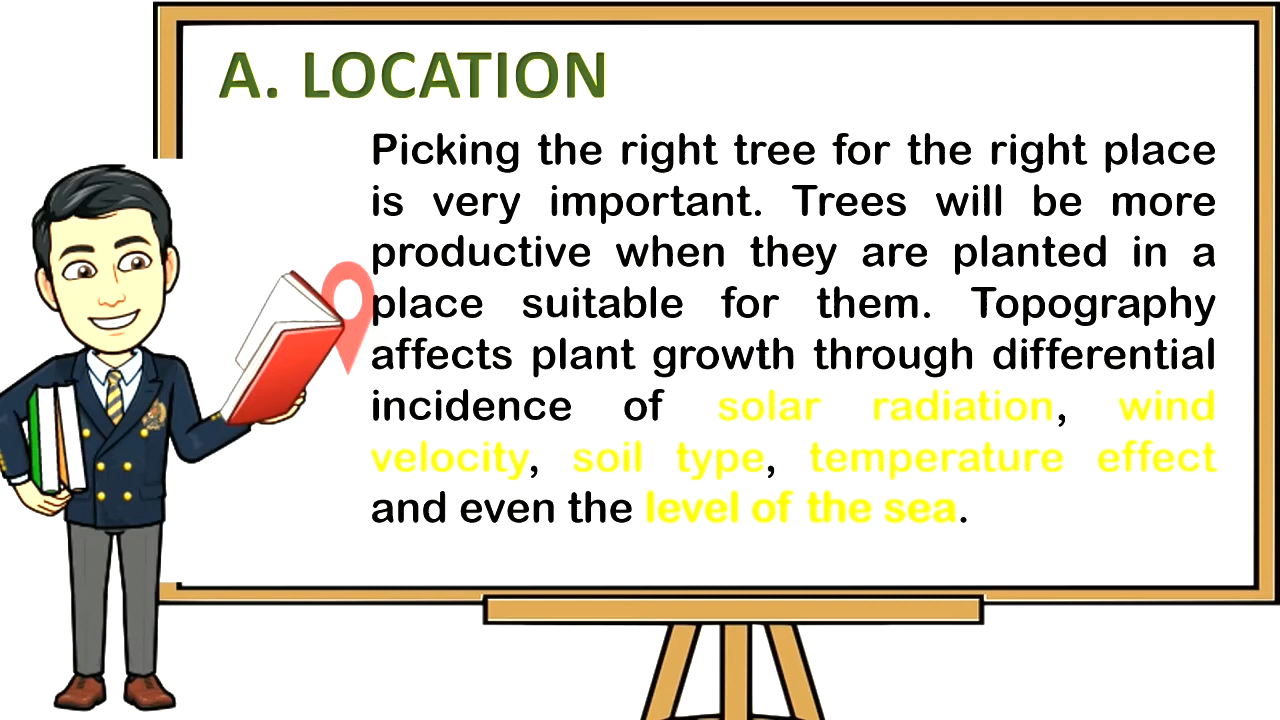 A. LOCATION
Picking the right tree for the right place
is very important. Trees will be more
productive when they are planted in a
place suitable for them. Topography
affects plant growth through differential
incidence of solar radiation, wind
velocity, soil type, temperature effect
and even the level of the sea.